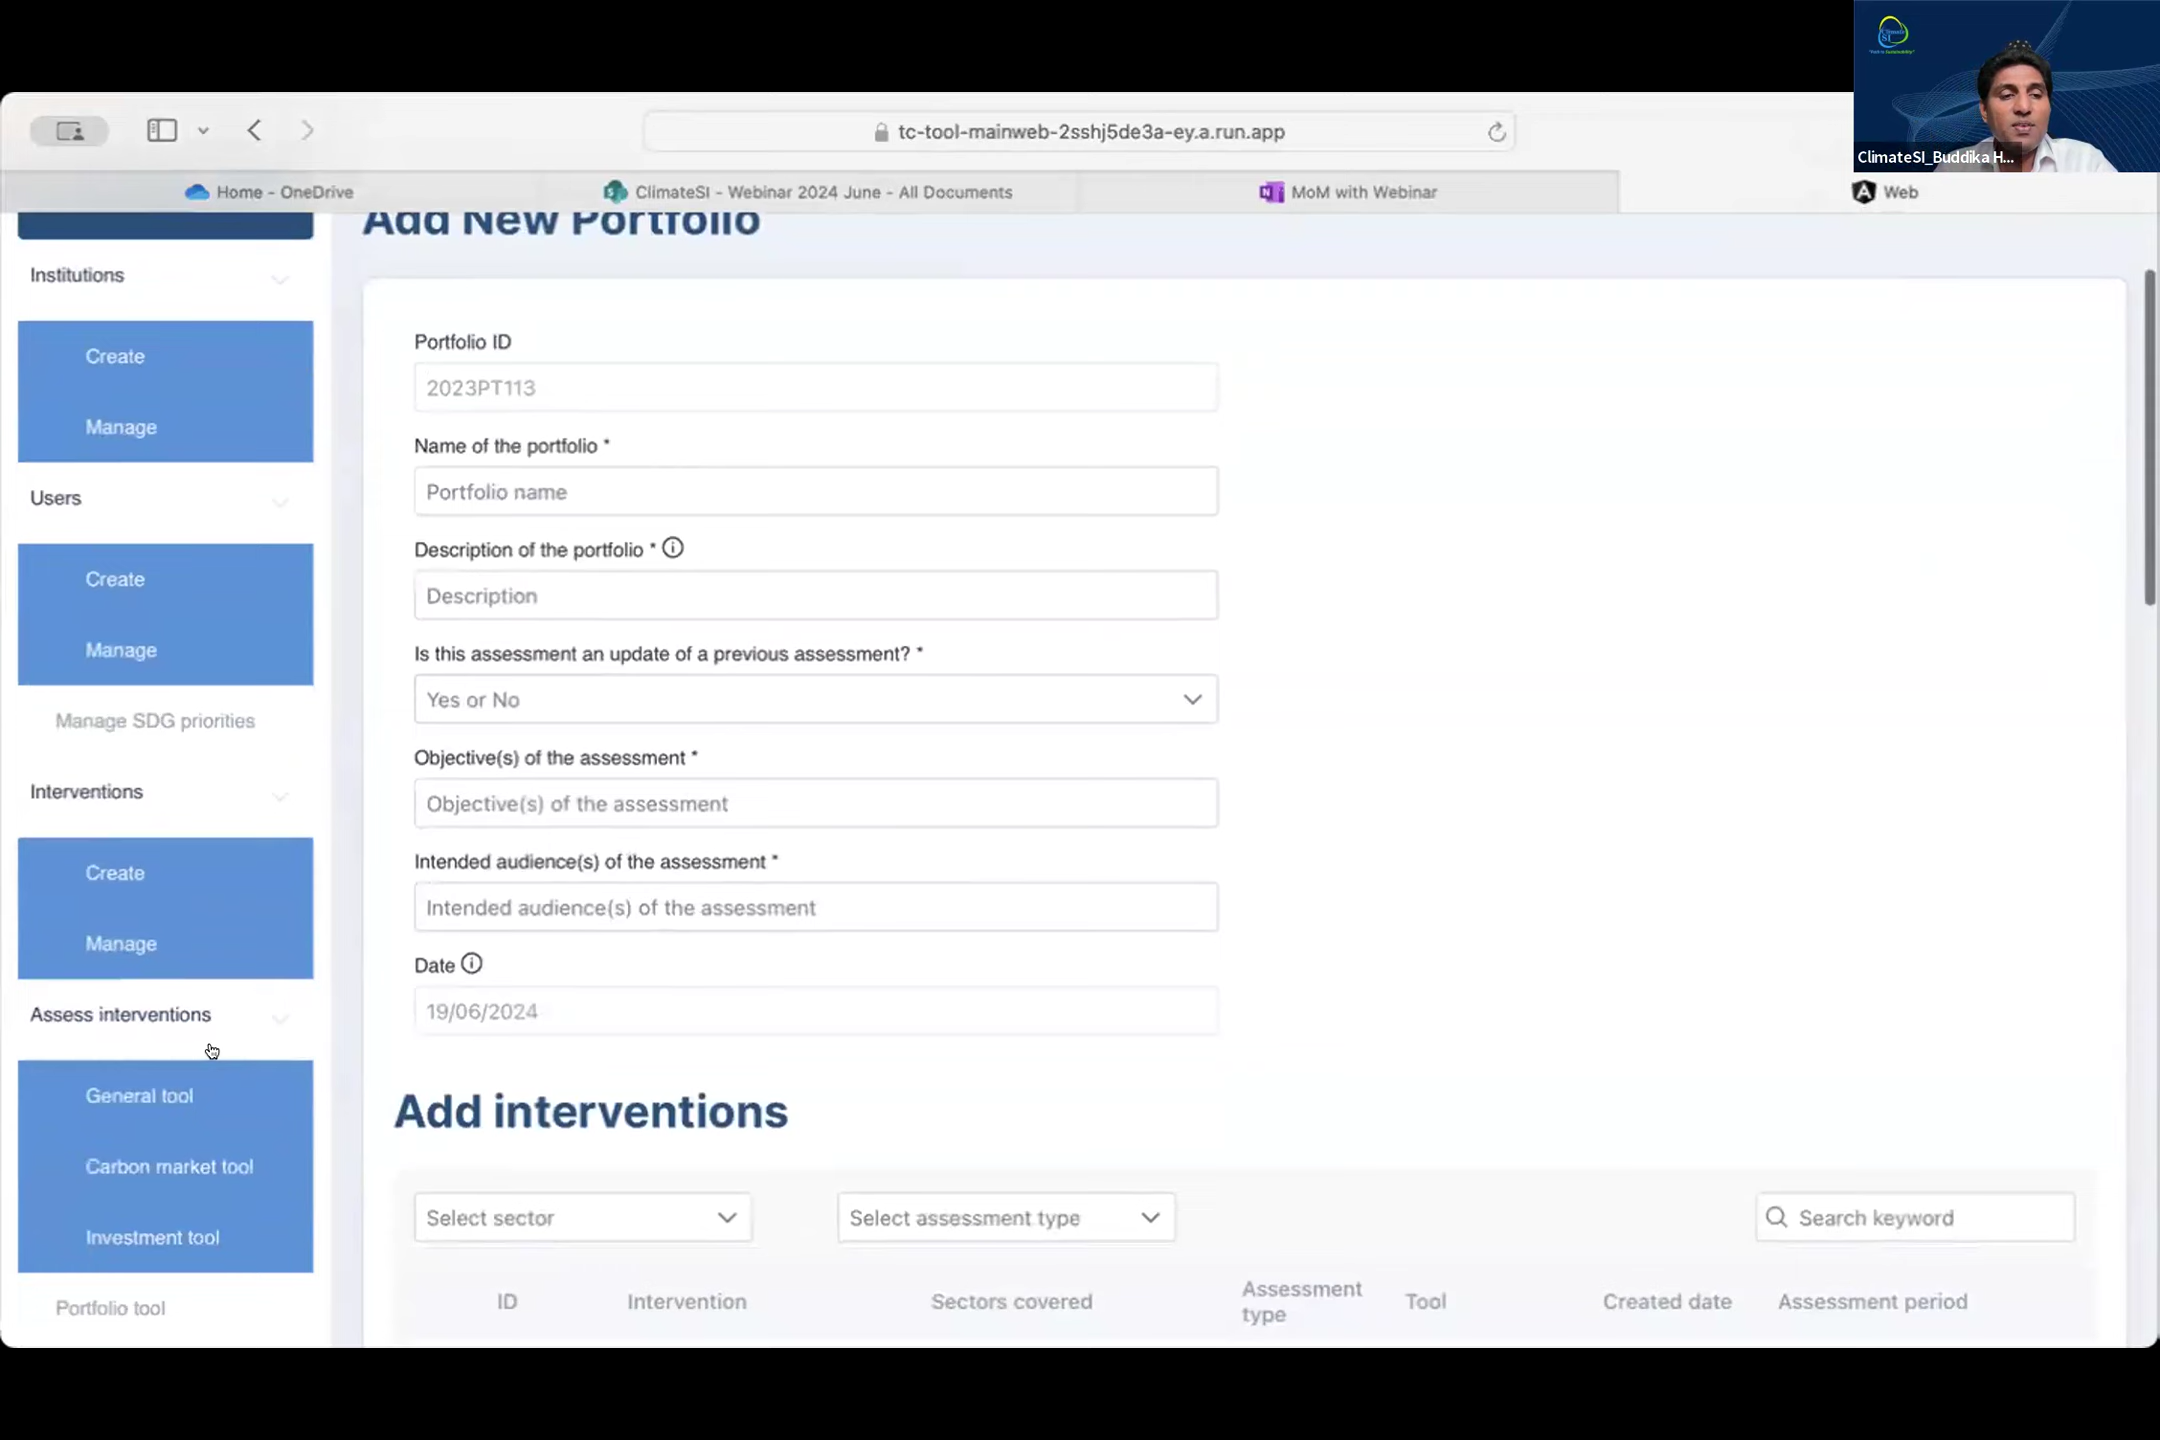 tc-tool-mainweb-2sshj5de3a-ey.a.run.app
Home - OneDrive
ClimateSI - Webinar 2024 June - All Documents
MoM with Webinar
Web
ClimateSI_Buddika H...
Institutions
Create
Manage
Users
Create
Manage
Manage SDG priorities
Interventions
Create
Manage
Assess interventions
General tool
Carbon market tool
Investment tool
Portfolio tool
Add New Portfolio
Portfolio ID
2023PT113
Name of the portfolio *
Portfolio name
Description of the portfolio *
Description
Is this assessment an update of a previous assessment? *
Yes or No
Objective(s) of the assessment *
Objective(s) of the assessment
Intended audience(s) of the assessment *
Intended audience(s) of the assessment
Date
19/06/2024
Add interventions
Select sector
Select assessment type
Search keyword
ID
Intervention
Sectors covered
Assessment
type
Tool
Created date
Assessment period